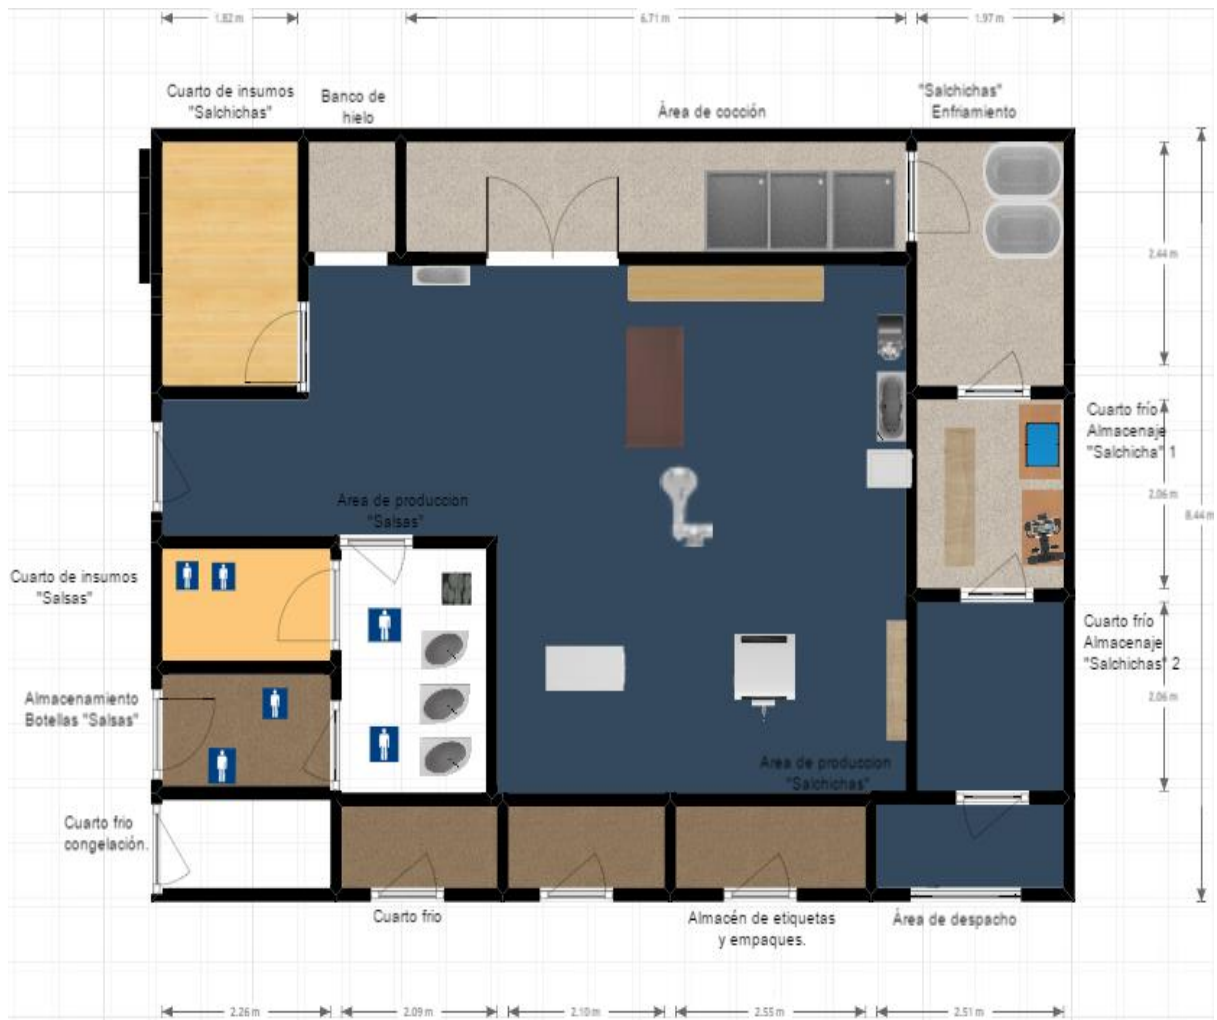 1.82 m
6.71 m
1.97 m
Cuarto de insumos
"Salchichas"
Banco de
hielo
Área de cocción
"Salchichas"
Enfriamiento
2.44 m
Cuarto frío
Almacenaje
"Salchicha" 1
2.06 m
8.44 m
Area de produccion
"Salsas"
Cuarto de insumos
"Salsas"
Cuarto frío
Almacenaje
"Salchichas" 2
2.06 m
Almacenamiento
Botellas "Salsas"
Area de produccion
"Salchichas"
Cuarto frio
congelación.
Cuarto frio
Almacén de etiquetas
y empaques.
Área de despacho
2.26 m
2.09 m
2.10 m
2.55 m
2.51 m